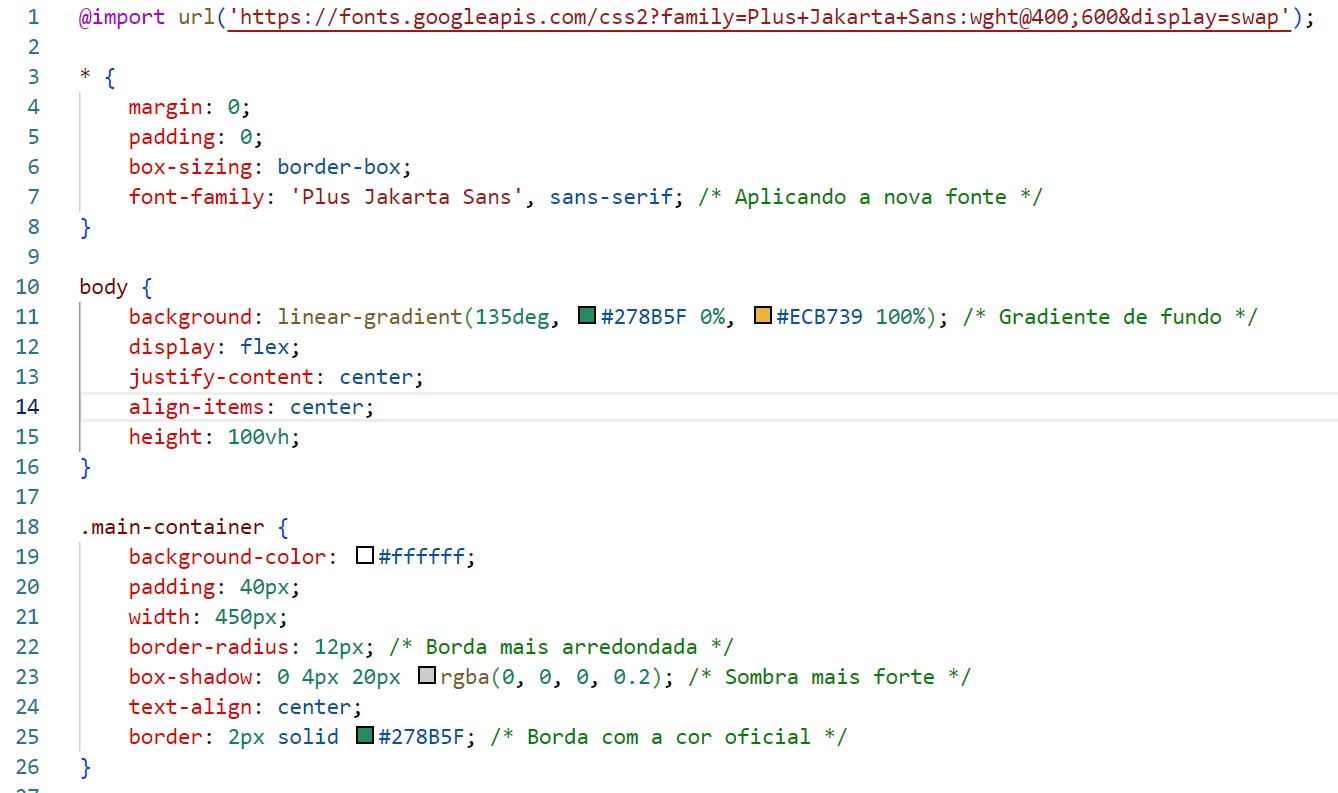 1 @import url('https://fonts.googleapis.com/css2?family=Plus+Jakarta+Sans:wght@400;600&display=swap');
2
3 * {
4 margin: 0;
5 padding: 0;
6 box-sizing: border-box;
7 font-family: 'Plus Jakarta Sans', sans-serif; /* Aplicando a nova fonte */
8 }
9
10 body {
11 background: linear-gradient(135deg, #278B5F 0%, #ECB739 100%); /* Gradiente de fundo */
12 display: flex;
13 justify-content: center;
14 align-items: center;
15 height: 100vh;
16 }
17
18 .main-container {
19 background-color: #ffffff;
20 padding: 40px;
21 width: 450px;
22 border-radius: 12px; /* Borda mais arredondada */
23 box-shadow: 0 4px 20px rgba(0, 0, 0, 0.2); /* Sombra mais forte */
24 text-align: center;
25 border: 2px solid #278B5F; /* Borda com a cor oficial */
26 }